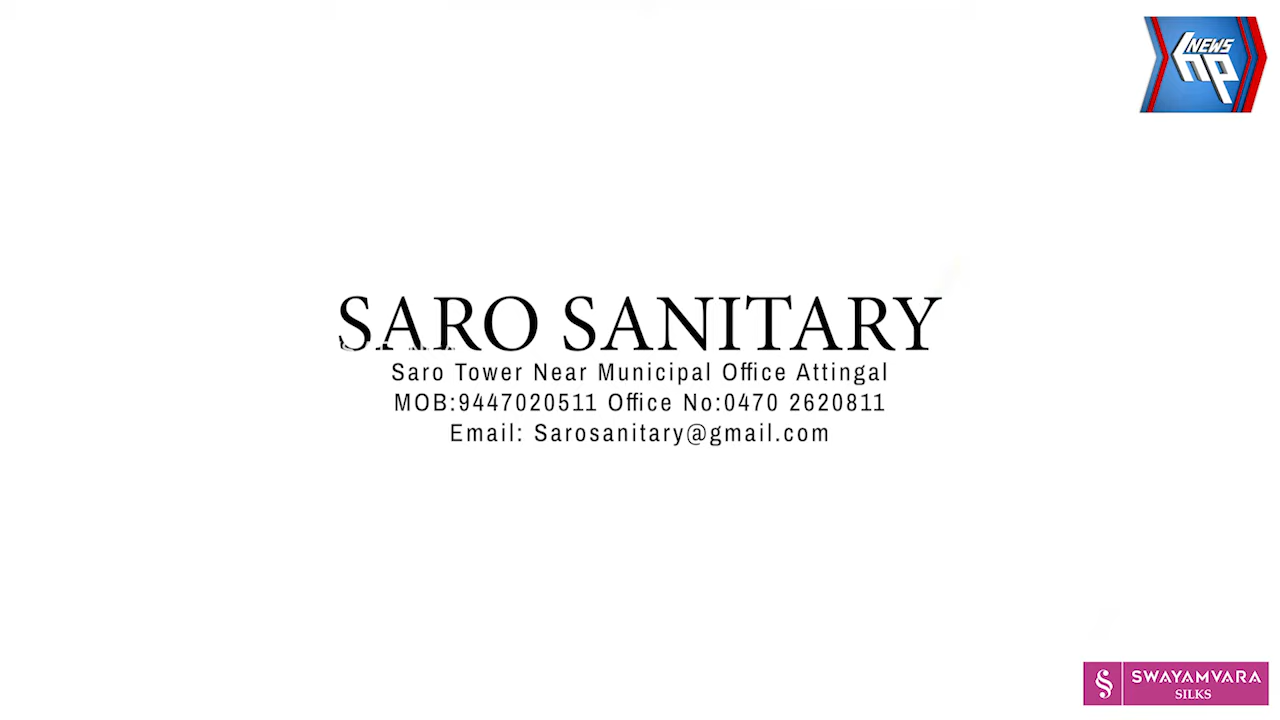 NEWS
hp
SARO SANITARY
Saro Tower Near Municipal Office Attingal
MOB:9447020511 Office No:0470 2620811
Email: Sarosanitary@gmail.com
SWAYAMVARA
SILKS